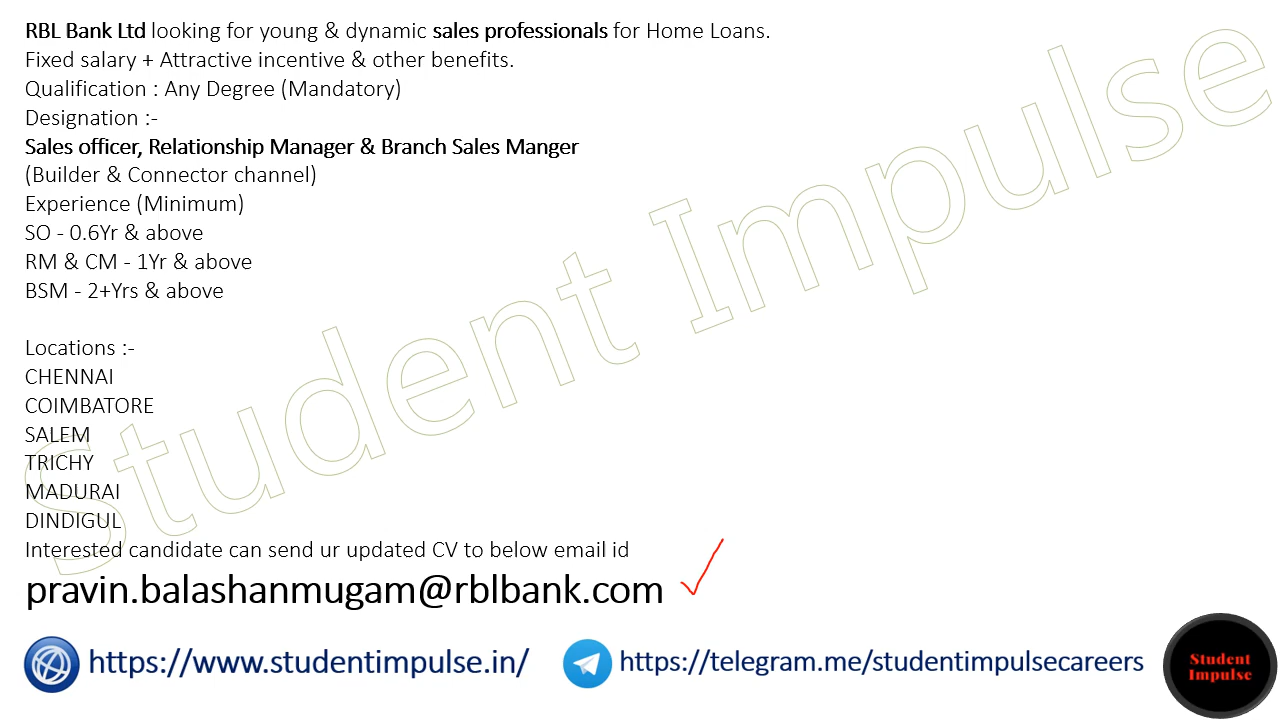 RBL Bank Ltd looking for young & dynamic sales professionals for Home Loans.
Fixed salary + Attractive incentive & other benefits.
Qualification : Any Degree (Mandatory)
Designation :-
Sales officer, Relationship Manager & Branch Sales Manger
(Builder & Connector channel)
Experience (Minimum)
SO - 0.6Yr & above
RM & CM - 1Yr & above
BSM - 2+Yrs & above
Locations :-
CHENNAI
COIMBATORE
SALEM
TRICHY
MADURAI
DINDIGUL
Interested candidate can send ur updated CV to below email id
pravin.balashanmugam@rblbank.com
https://www.studentimpulse.in/
https://telegram.me/studentimpulsecareers
Student
Impulse
Student Impulse